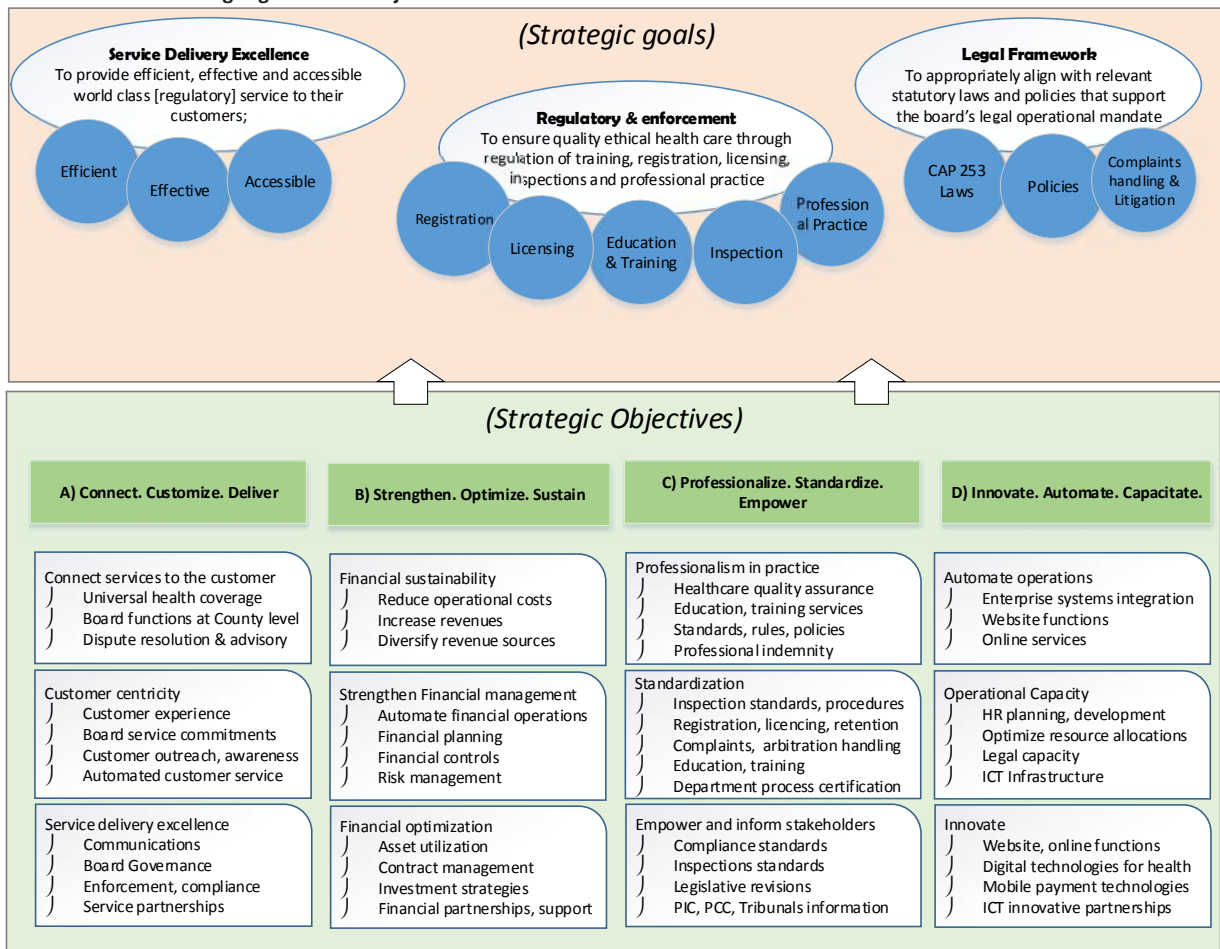 (Strategic goals)
Service Delivery Excellence
To provide efficient, effective and accessible
world class [regulatory] service to their
customers;
Efficient
Effective
Accessible
Regulatory & enforcement
To ensure quality ethical health care through
regulation of training, registration, licensing,
inspections and professional practice
Registration
Licensing
Education
& Training
Inspection
Profession
al Practice
Legal Framework
To appropriately align with relevant
statutory laws and policies that support
the board's legal operational mandate
CAP 253
Laws
Policies
Complaints
handling &
Litigation
(Strategic Objectives)
A) Connect. Customize. Deliver
B) Strengthen. Optimize. Sustain
C) Professionalize. Standardize.
Empower
D) Innovate. Automate. Capacitate.
Connect services to the customer
Universal health coverage
Board functions at County level
Dispute resolution & advisory
Customer centricity
Customer experience
Board service commitments
Customer outreach, awareness
Automated customer service
Service delivery excellence
Communications
Board Governance
Enforcement, compliance
Service partnerships
Financial sustainability
Reduce operational costs
Increase revenues
Diversify revenue sources
Strengthen Financial management
Automate financial operations
Financial planning
Financial controls
Risk management
Financial optimization
Asset utilization
Contract management
Investment strategies
Financial partnerships, support
Professionalism in practice
Healthcare quality assurance
Education, training services
Standards, rules, policies
Professional indemnity
Standardization
Inspection standards, procedures
Registration, licencing, retention
Complaints, arbitration handling
Education, training
Department process certification
Empower and inform stakeholders
Compliance standards
Inspections standards
Legislative revisions
PIC, PCC, Tribunals information
Automate operations
Enterprise systems integration
Website functions
Online services
Operational Capacity
HR planning, development
Optimize resource allocations
Legal capacity
ICT Infrastructure
Innovate
Website, online functions
Digital technologies for health
Mobile payment technologies
ICT innovative partnerships